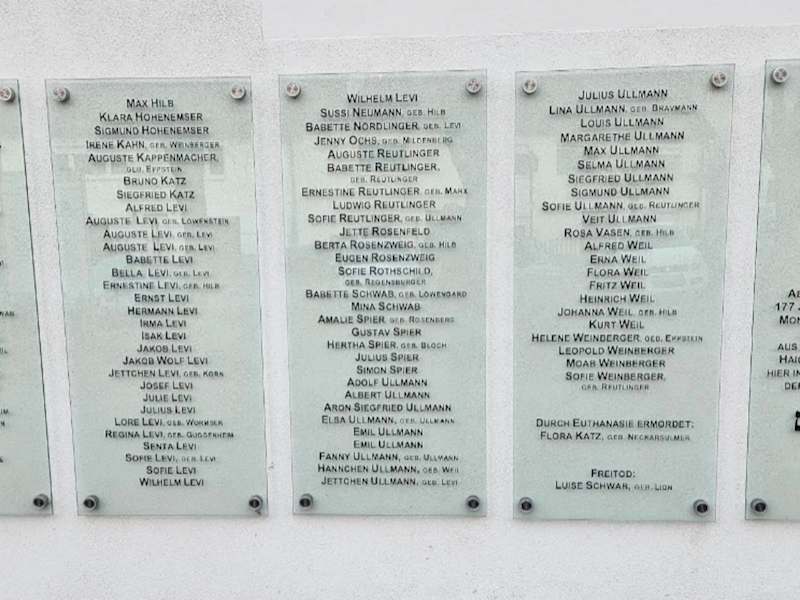 Max Hilb
Klara Hohenemser
Sigmund Hohenemser
Irene Kahn, geb. Weinberger
Auguste Kappenmacher,
geb. Eppstein
Bruno Katz
Siegfried Katz
Alfred Levi
Auguste Levi, geb. Löwenstein
Auguste Levi, geb. Levi
Auguste Levi, geb. Levi
Babette Levi
Bella Levi, geb. Levi
Ernestine Levi, geb. Hilb
Ernst Levi
Hermann Levi
Irma Levi
Isak Levi
Jakob Levi
Jakob Wolf Levi
Jettchen Levi, geb. Korn
Josef Levi
Julie Levi
Julius Levi
Lore Levi, geb. Wormser
Regina Levi, geb. Guggenheim
Senta Levi
Sofie Levi, geb. Levi
Sofie Levi
Wilhelm Levi
Wilhelm Levi
Sussi Neumann, geb. Hilb
Babette Nördlinger, geb. Levi
Jenny Ochs, geb. Mildenberg
Auguste Reutlinger
Babette Reutlinger,
geb. Reutlinger
Ernestine Reutlinger, geb. Marx
Ludwig Reutlinger
Sofie Reutlinger, geb. Ullmann
Jette Rosenfeld
Berta Rosenzweig, geb. Hilb
Eugen Rosenzweig
Sofie Rothschild,
geb. Regensburger
Babette Schwab, geb. Löwengard
Mina Schwab
Amalie Spier, geb. Rosenberg
Gustav Spier
Hertha Spier, geb. Bloch
Julius Spier
Simon Spier
Adolf Ullmann
Albert Ullmann
Aron Siegfried Ullmann
Elsa Ullmann, geb. Ullmann
Emil Ullmann
Emil Ullmann
Fanny Ullmann, geb. Ullmann
Hannchen Ullmann, geb. Weil
Jettchen Ullmann, geb. Levi
Julius Ullmann
Lina Ullmann, geb. Bravmann
Louis Ullmann
Margarethe Ullmann
Max Ullmann
Selma Ullmann
Siegfried Ullmann
Sigmund Ullmann
Sofie Ullmann, geb. Reutlinger
Veit Ullmann
Rosa Vasen, geb. Hilb
Alfred Weil
Erna Weil
Flora Weil
Fritz Weil
Heinrich Weil
Johanna Weil, geb. Hilb
Kurt Weil
Helene Weinberger, geb. Eppstein
Leopold Weinberger
Moab Weinberger
Sofie Weinberger,
geb. Reutlinger
Durch Euthanasie ermordet:
Flora Katz, geb. Neckarsulmer
Freitod:
Luise Schwab, geb. Lion
177
Mon
aus
Haig
hier in
der